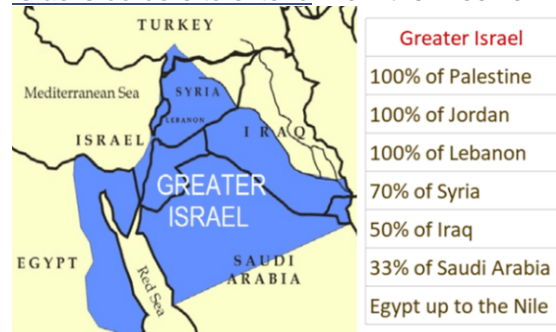 TURKEY
Mediterranean Sea
SYRIA
LEBANON
ISRAEL
IRAQ
GREATER
ISRAEL
EGYPT
SAUDI
ARABIA
Red Sea
Greater Israel
100% of Palestine
100% of Jordan
100% of Lebanon
70% of Syria
50% of Iraq
33% of Saudi Arabia
Egypt up to the Nile